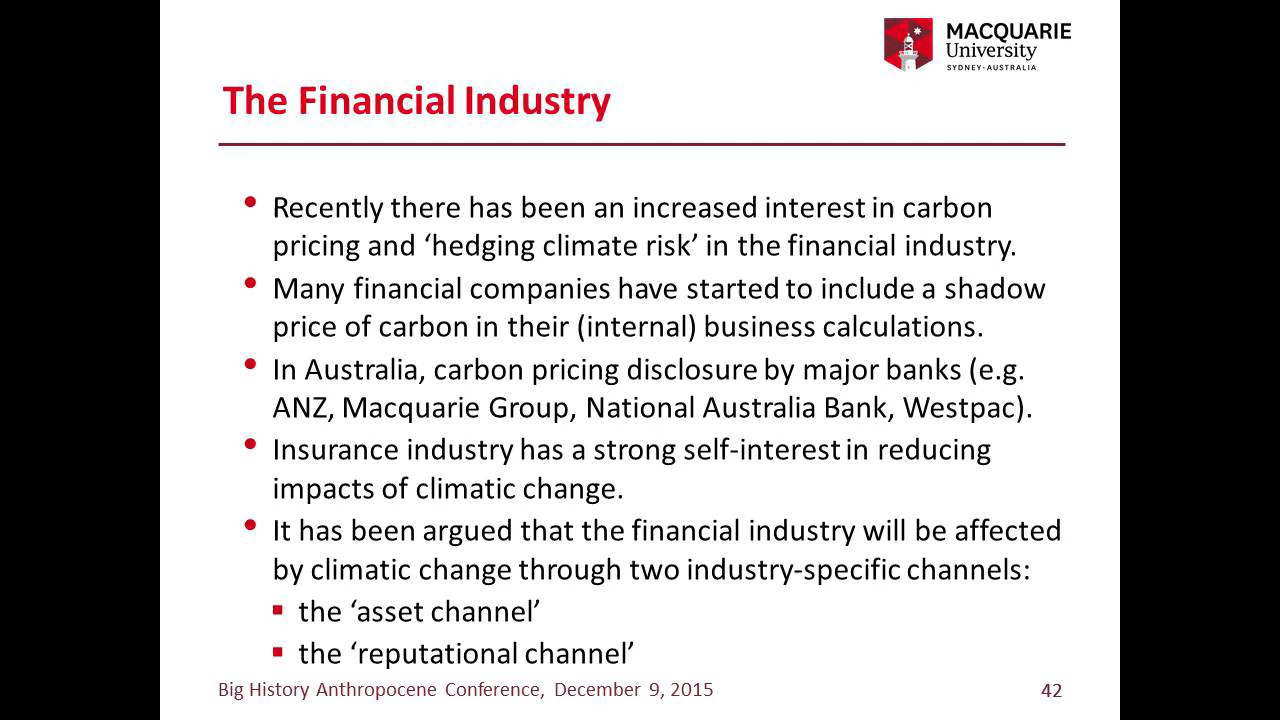 MACQUARIE
University
SYDNEY·AUSTRALIA
The Financial Industry
• Recently there has been an increased interest in carbon
pricing and ‘hedging climate risk’ in the financial industry.
• Many financial companies have started to include a shadow
price of carbon in their (internal) business calculations.
• In Australia, carbon pricing disclosure by major banks (e.g.
ANZ, Macquarie Group, National Australia Bank, Westpac).
• Insurance industry has a strong self-interest in reducing
impacts of climatic change.
• It has been argued that the financial industry will be affected
by climatic change through two industry-specific channels:
▪ the ‘asset channel’
▪ the ‘reputational channel’
Big History Anthropocene Conference, December 9, 2015
42